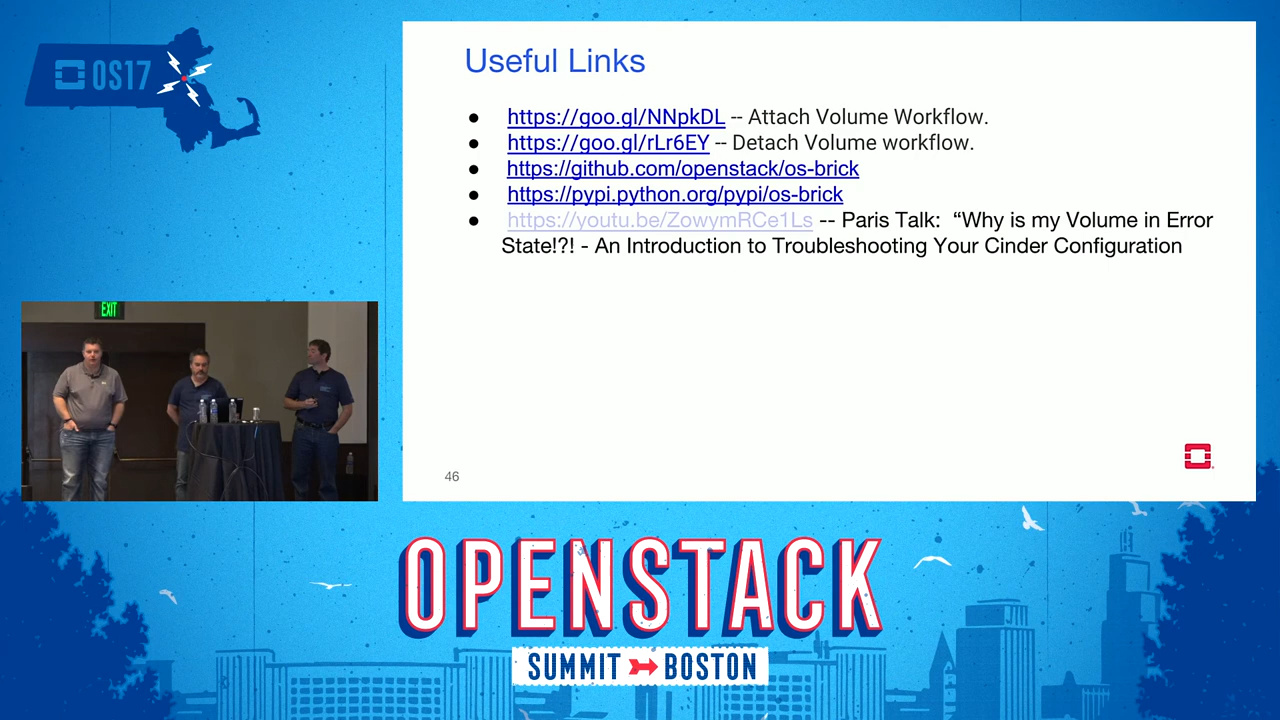 OS17
Useful Links
● https://goo.gl/NNpkDL -- Attach Volume Workflow.
● https://goo.gl/rLr6EY -- Detach Volume workflow.
● https://github.com/openstack/os-brick
● https://pypi.python.org/pypi/os-brick
● https://youtu.be/ZowymRCe1Ls -- Paris Talk: “Why is my Volume in Error
State!?! - An Introduction to Troubleshooting Your Cinder Configuration
EXIT
46
OPENSTACK
SUMMIT BOSTON